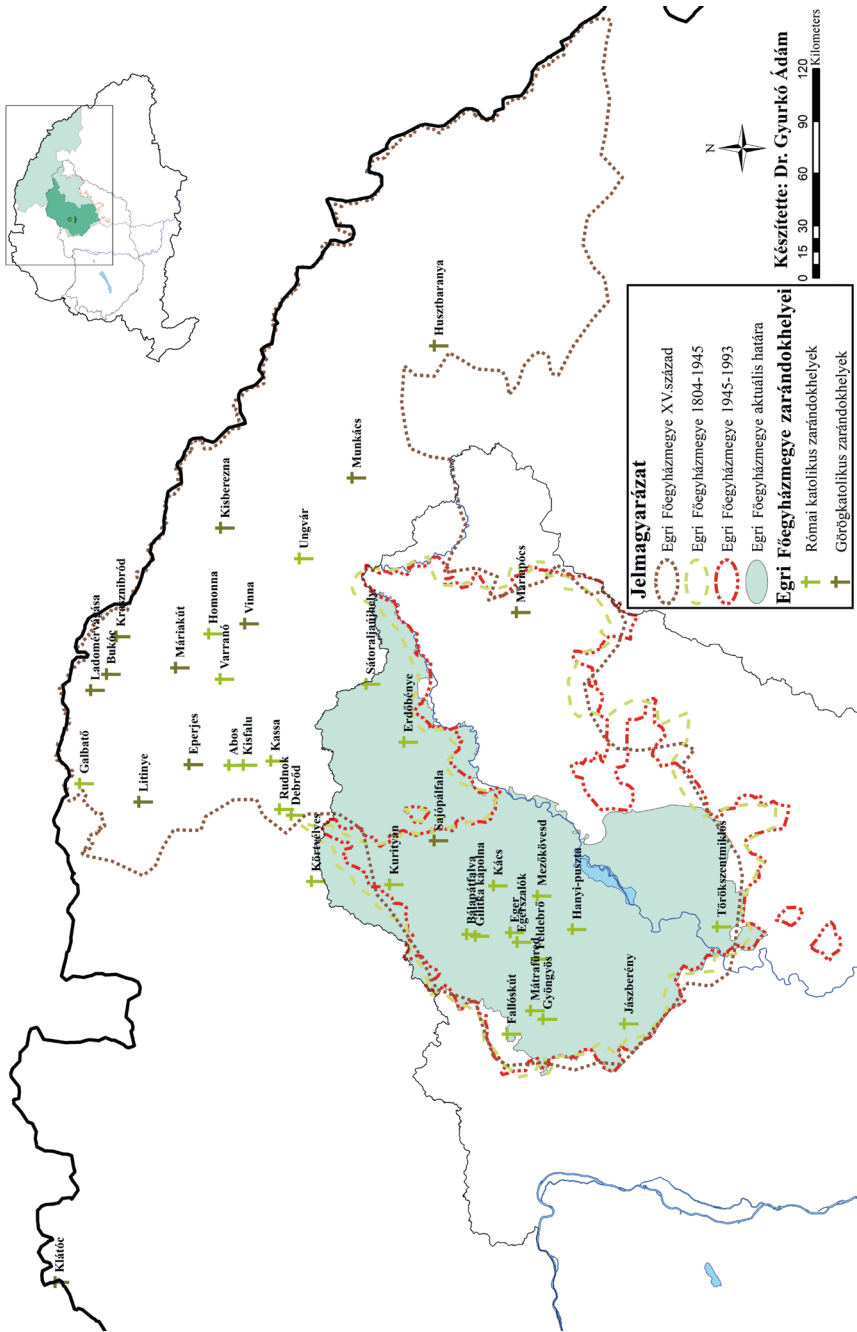 Klátóc
Galbató
Ladomérvágása
Bukóc
Krasznibród
Litinye
Máriakút
Eperjes
Homonna
Varranó
Kisberezna
Vinna
Abos
Kisfalu
Kassa
Ungvár
Rudnok
Debrőd
Munkács
Körtvélyes
Sátoraljaújhely
Kurityán
Erdőbénye
Husztbaranya
Sajópálfala
Bálapátfalva
Gilitka kápolna
Kács
Máriapócs
Eger
Egerszalók
Fallóskút
Mátrafüred
Feldebrő
Mezőkövesd
Gyöngyös
Hanyi-puszta
Jászberény
Törökszentmiklós
Jelmagyarázat
Egri Főegyházmegye XV.század
Egri Főegyházmegye 1804-1945
Egri Főegyházmegye 1945-1993
Egri Főegyházmegye aktuális határa
Egri Főegyházmegye zarándokhelyei
Római katolikus zarándokhelyek
Görögkatolikus zarándokhelyek
N
Készítette: Dr. Gyurkó Ádám
0 15 30 60 90 120
Kilometers